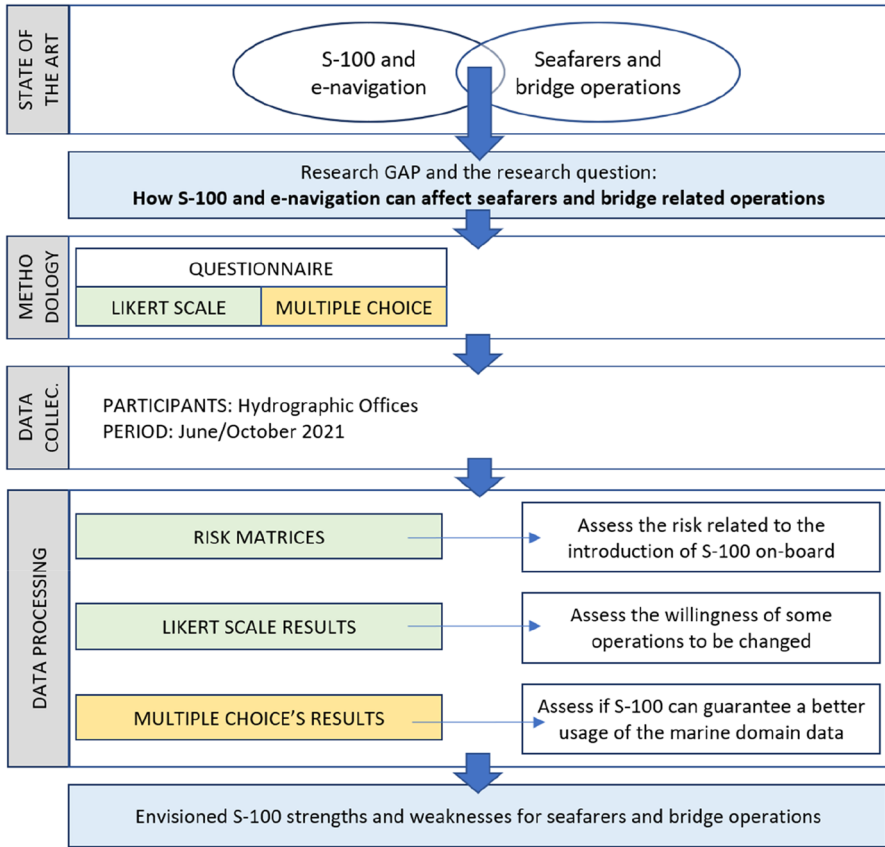 STATE OF
THE ART
S-100 and
e-navigation
Seafarers and
bridge operations
Research GAP and the research question:
How S-100 and e-navigation can affect seafarers and bridge related operations
METHO
DOLOGY
QUESTIONNAIRE
LIKERT SCALE
MULTIPLE CHOICE
DATA
COLLEC.
PARTICIPANTS: Hydrographic Offices
PERIOD: June/October 2021
DATA PROCESSING
RISK MATRICES
Assess the risk related to the
introduction of S-100 on-board
LIKERT SCALE RESULTS
Assess the willingness of some
operations to be changed
MULTIPLE CHOICE'S RESULTS
Assess if S-100 can guarantee a better
usage of the marine domain data
Envisioned S-100 strengths and weaknesses for seafarers and bridge operations